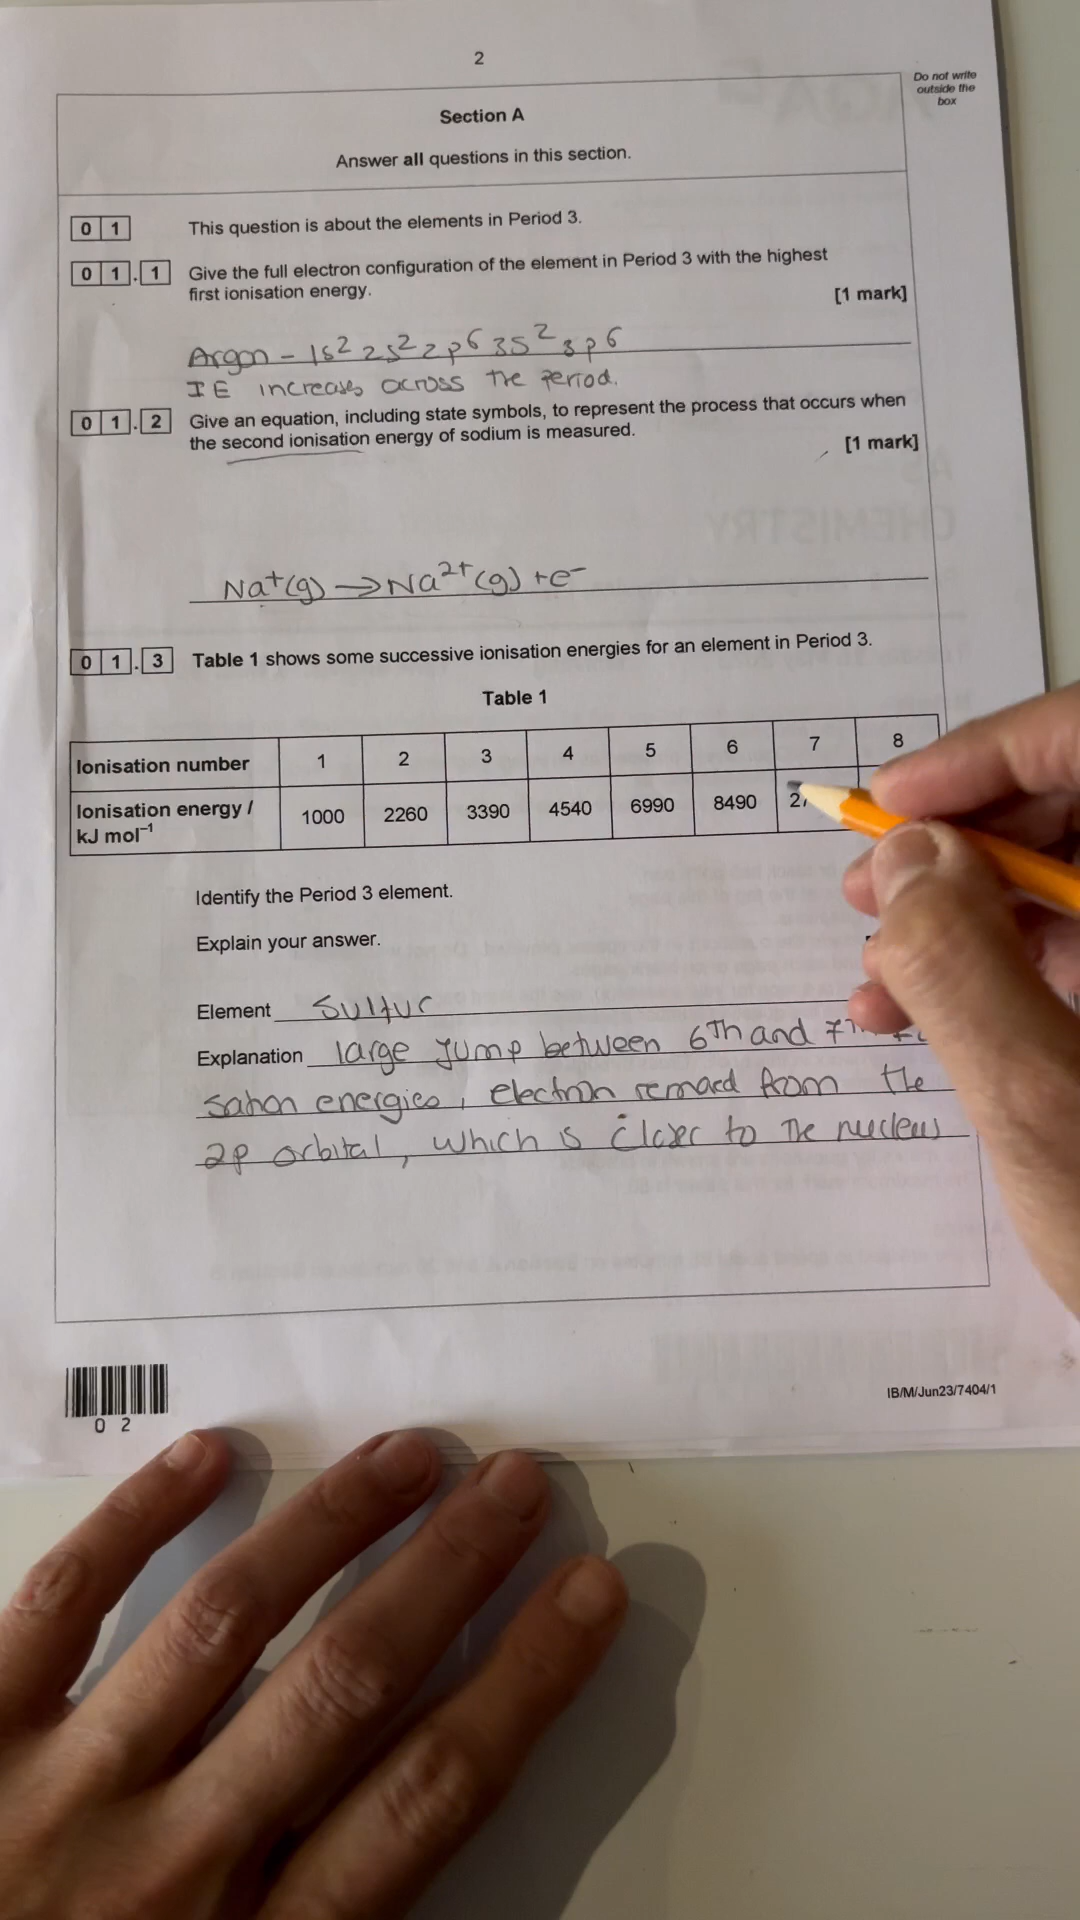 2
Do not write
outside the
box
Section A
Answer all questions in this section.
0 1 This question is about the elements in Period 3.
0 1 . 1 Give the full electron configuration of the element in Period 3 with the highest
first ionisation energy.
[1 mark]
Argon - 1s² 2s² 2p⁶ 3s² 3p⁶
IE increases across the period.
0 1 . 2 Give an equation, including state symbols, to represent the process that occurs when
the second ionisation energy of sodium is measured.
[1 mark]
Na⁺(g) → Na²⁺(g) + e⁻
0 1 . 3 Table 1 shows some successive ionisation energies for an element in Period 3.
Table 1
Ionisation number 1 2 3 4 5 6 7 8
Ionisation energy / 1000 2260 3390 4540 6990 8490
kJ mol⁻¹
Identify the Period 3 element.
Explain your answer.
Element Sulfur
Explanation large jump between 6th and 7th
sation energies, electron removed from the
2p orbital, which is closer to the nucleus
0 2
IB/M/Jun23/7404/1